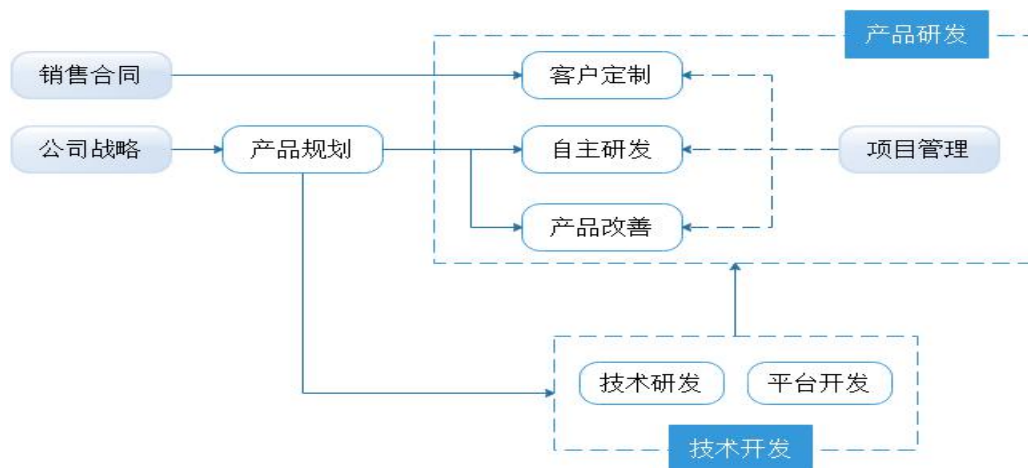 产品研发
销售合同
客户定制
公司战略
产品规划
自主研发
项目管理
产品改善
技术研发
平台开发
技术开发